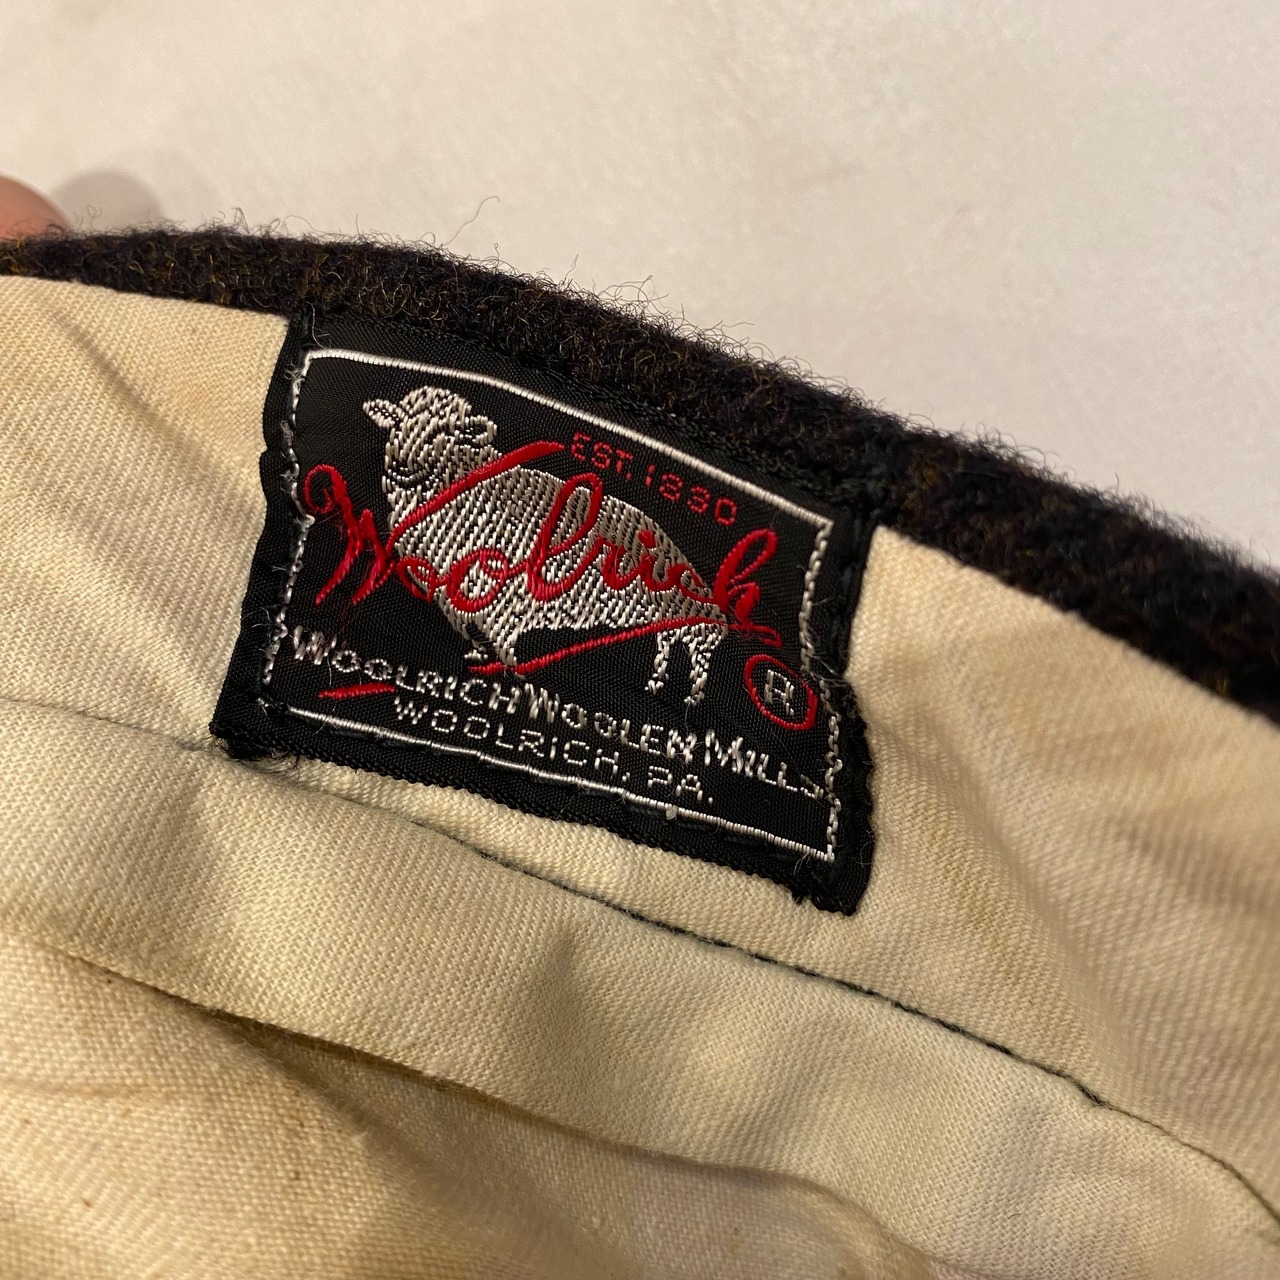 EST. 1830
Woolrich
®
WOOLRICH WOOLEN MILLS
WOOLRICH, PA.